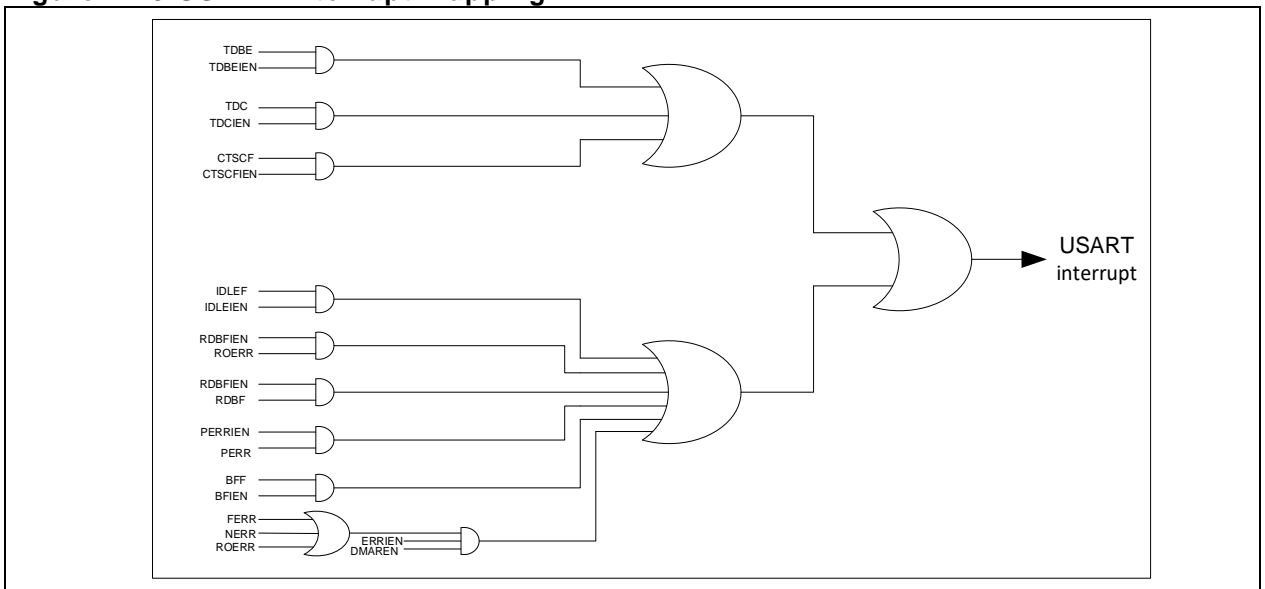 TDBE
TDBEIEN
TDC
TDCIEN
CTSCF
CTSCFIEN
USART
interrupt
IDLEF
IDLEIEN
RDBFIEN
ROERR
RDBFIEN
RDBF
PERRIEN
PERR
BFF
BFIEN
FERR
NERR
ROERR
ERRIEN
DMAREN